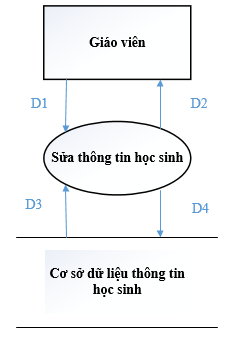 Giáo viên
D1
D2
Sửa thông tin học sinh
D3
D4
Cơ sở dữ liệu thông tin
học sinh